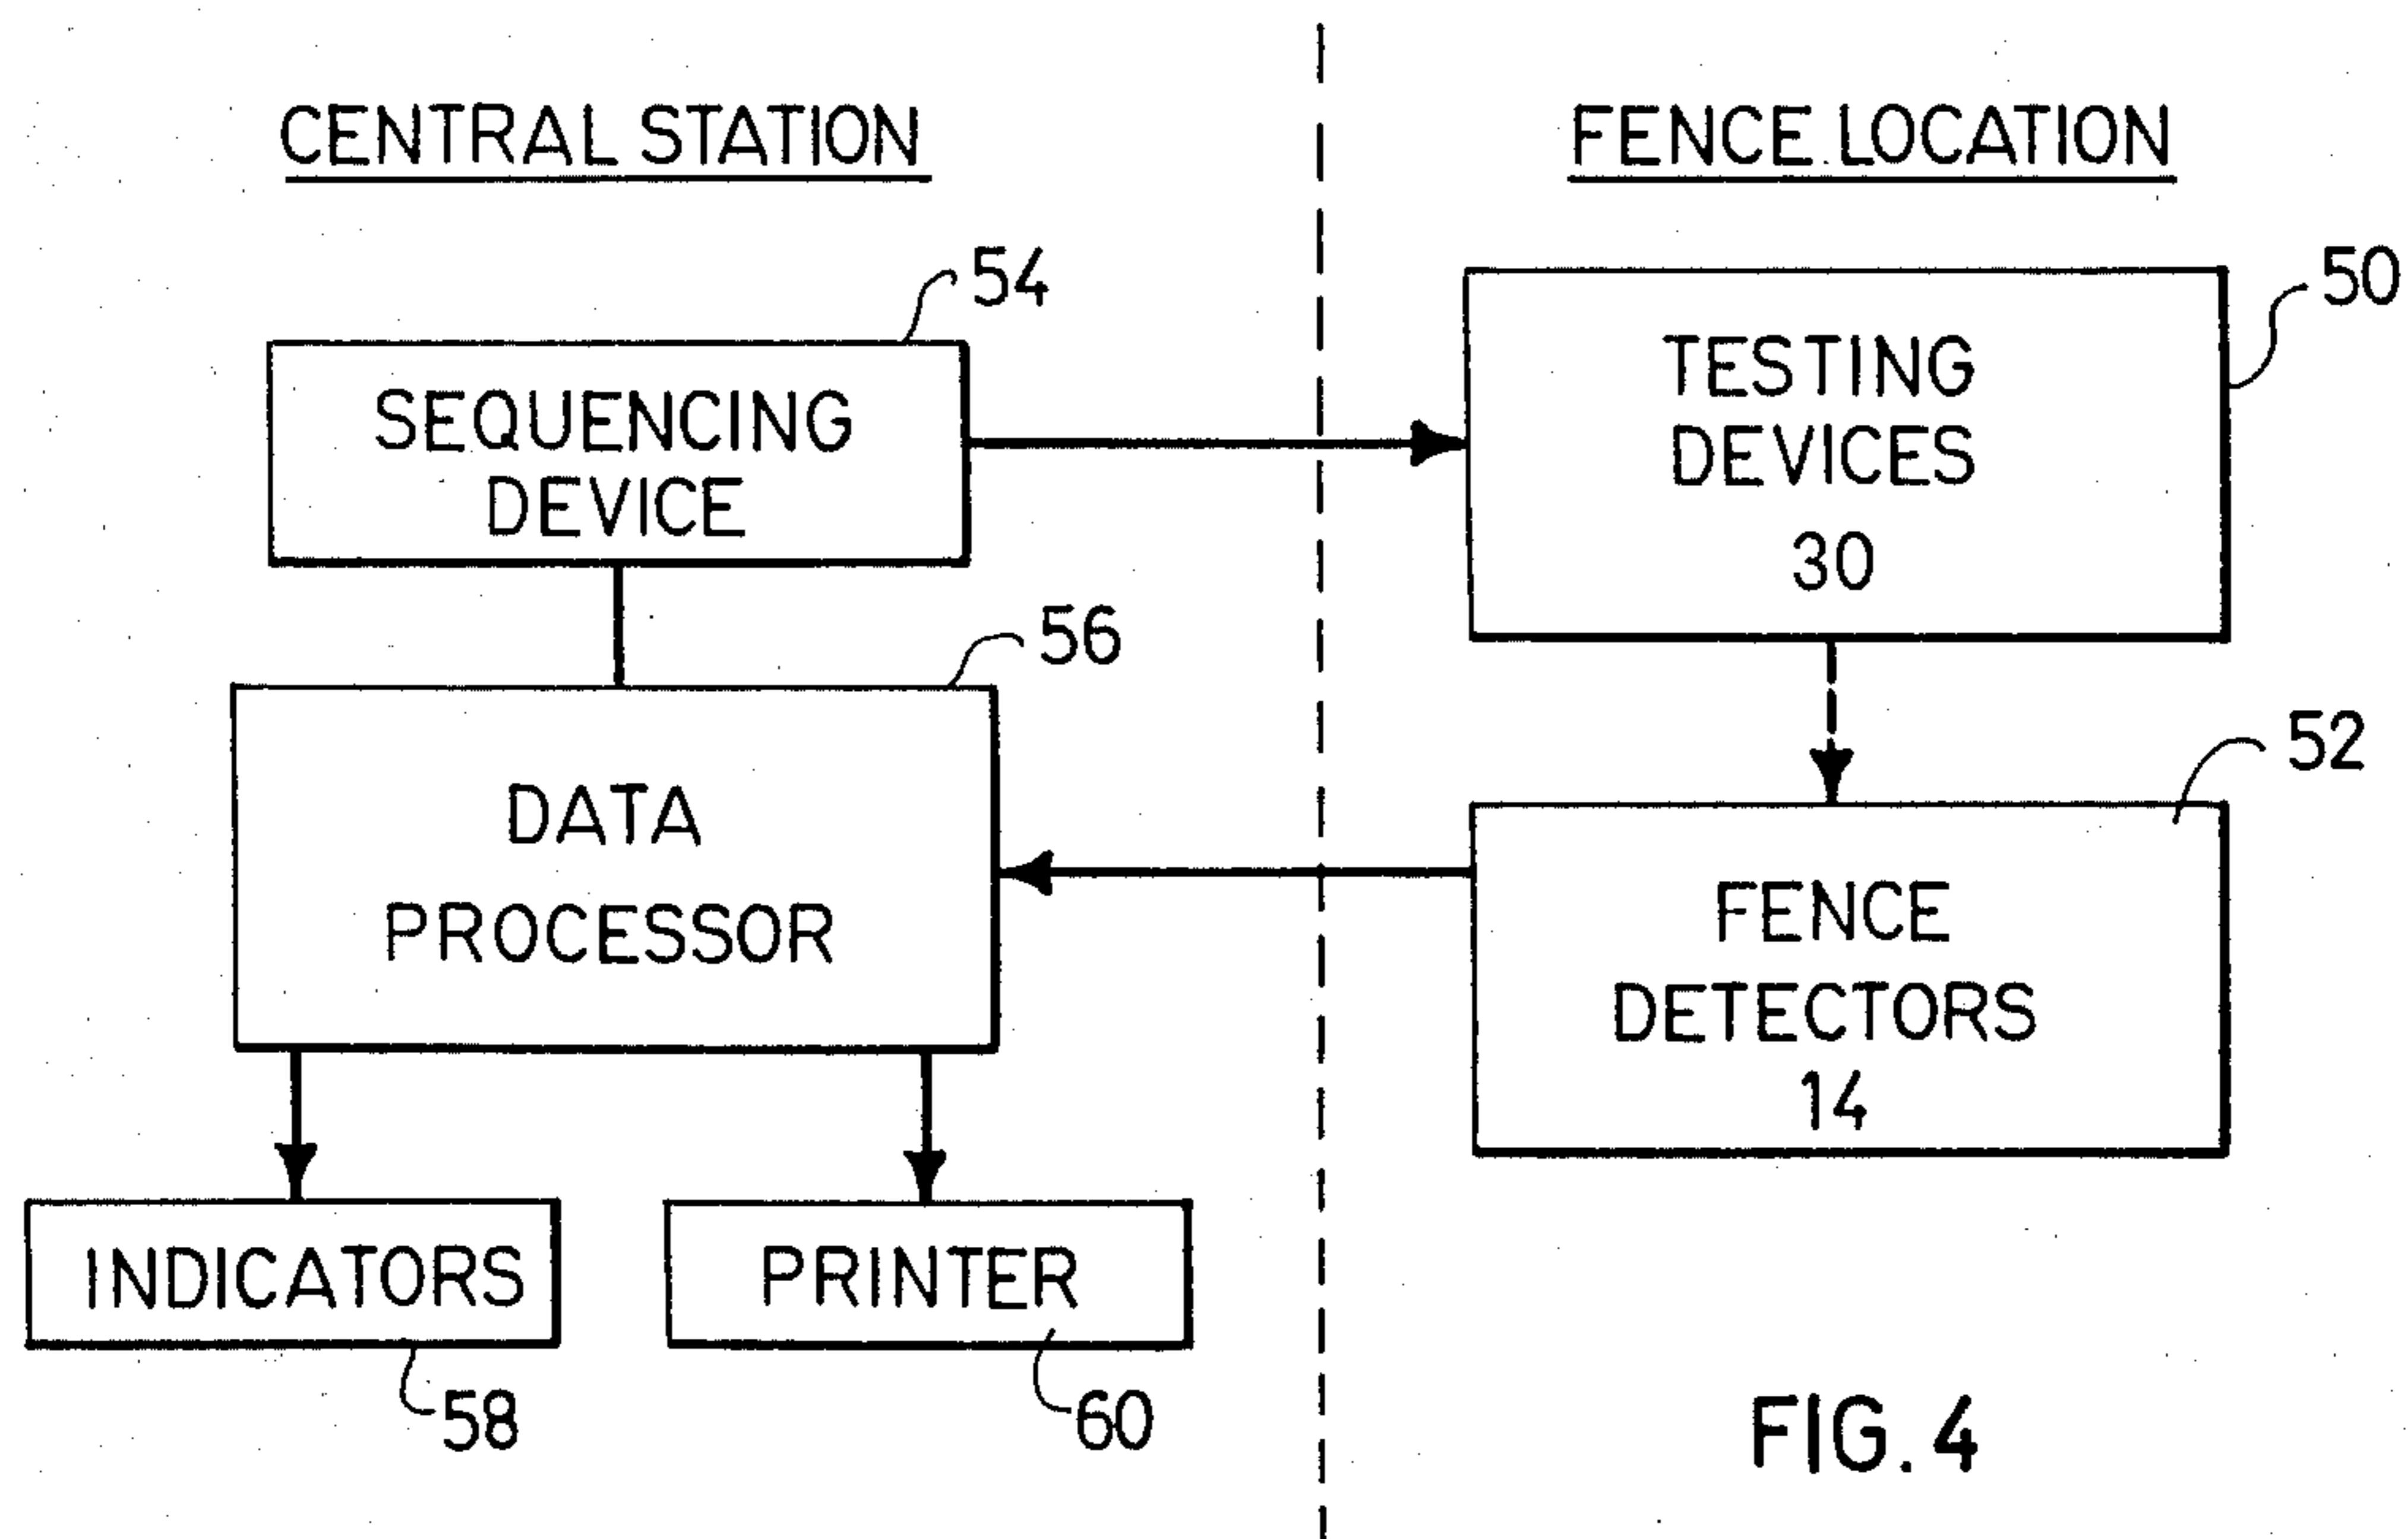 CENTRAL STATION
FENCE LOCATION
54
50
SEQUENCING
DEVICE
TESTING
DEVICES
30
56
52
DATA
PROCESSOR
FENCE
DETECTORS
14
INDICATORS
PRINTER
58
60
FIG. 4